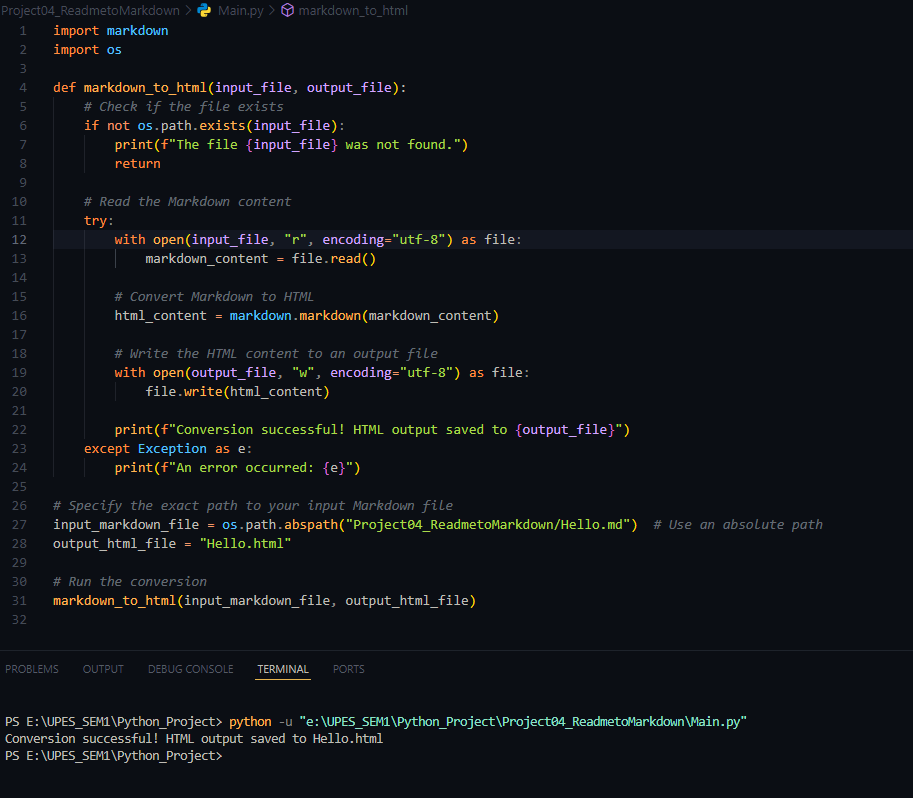 Project04_ReadmetoMarkdown > Main.py > markdown_to_html
1 import markdown
2 import os
3
4 def markdown_to_html(input_file, output_file):
5     # Check if the file exists
6     if not os.path.exists(input_file):
7         print(f"The file {input_file} was not found.")
8         return
9
10     # Read the Markdown content
11     try:
12         with open(input_file, "r", encoding="utf-8") as file:
13             markdown_content = file.read()
14
15         # Convert Markdown to HTML
16         html_content = markdown.markdown(markdown_content)
17
18         # Write the HTML content to an output file
19         with open(output_file, "w", encoding="utf-8") as file:
20             file.write(html_content)
21
22         print(f"Conversion successful! HTML output saved to {output_file}")
23     except Exception as e:
24         print(f"An error occurred: {e}")
25
26 # Specify the exact path to your input Markdown file
27 input_markdown_file = os.path.abspath("Project04_ReadmetoMarkdown/Hello.md")  # Use an absolute path
28 output_html_file = "Hello.html"
29
30 # Run the conversion
31 markdown_to_html(input_markdown_file, output_html_file)
32
PROBLEMS OUTPUT DEBUG CONSOLE TERMINAL PORTS
PS E:\UPES_SEM1\Python_Project> python -u "e:\UPES_SEM1\Python_Project\Project04_ReadmetoMarkdown\Main.py"
Conversion successful! HTML output saved to Hello.html
PS E:\UPES_SEM1\Python_Project>